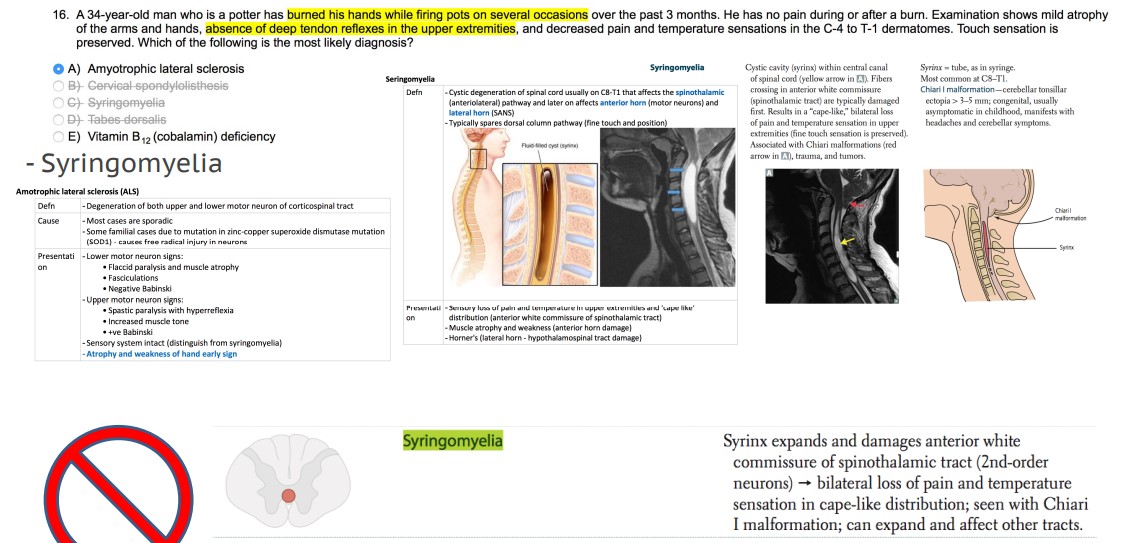 16. A 34-year-old man who is a potter has burned his hands while firing pots on several occasions over the past 3 months. He has no pain during or after a burn. Examination shows mild atrophy
of the arms and hands, absence of deep tendon reflexes in the upper extremities, and decreased pain and temperature sensations in the C-4 to T-1 dermatomes. Touch sensation is
preserved. Which of the following is the most likely diagnosis?
A) Amyotrophic lateral sclerosis
B) Cervical spondylolisthesis
C) Syringomyelia
D) Tabes dorsalis
E) Vitamin B12 (cobalamin) deficiency
- Syringomyelia
Amotrophic lateral sclerosis (ALS)
Defn
- Degeneration of both upper and lower motor neuron of corticospinal tract
Cause
- Most cases are sporadic
- Some familial cases due to mutation in zinc-copper superoxide dismutase mutation
(SOD1) - causes free radical injury in neurons
Presentati
on
- Lower motor neuron signs:
• Flaccid paralysis and muscle atrophy
• Fasciculations
• Negative Babinski
- Upper motor neuron signs:
• Spastic paralysis with hyperreflexia
• Increased muscle tone
• +ve Babinski
- Sensory system intact (distinguish from syringomyelia)
- Atrophy and weakness of hand early sign
Seringomyelia
Defn
- Cystic degeneration of spinal cord usually on C8-T1 that affects the spinothalamic
(anteriolateral) pathway and later on affects anterior horn (motor neurons) and
lateral horn (SANS)
- Typically spares dorsal column pathway (fine touch and position)
Fluid-filled cyst (syrinx)
Presentati
on
- Sensory loss of pain and temperature in upper extremities and 'cape like'
distribution (anterior white commissure of spinothalamic tract)
- Muscle atrophy and weakness (anterior horn damage)
- Horner's (lateral horn - hypothalamospinal tract damage)
Syringomyelia
Cystic cavity (syrinx) within central canal
of spinal cord (yellow arrow in A). Fibers
crossing in anterior white commissure
(spinothalamic tract) are typically damaged
first. Results in a "cape-like," bilateral loss
of pain and temperature sensation in upper
extremities (fine touch sensation is preserved).
Associated with Chiari malformations (red
arrow in A), trauma, and tumors.
Syrinx = tube, as in syringe.
Most common at C8–T1.
Chiari I malformation—cerebellar tonsillar
ectopia > 3–5 mm; congenital, usually
asymptomatic in childhood, manifests with
headaches and cerebellar symptoms.
A
Chiari I
malformation
Syrinx
Syringomyelia
Syrinx expands and damages anterior white
commissure of spinothalamic tract (2nd-order
neurons) → bilateral loss of pain and temperature
sensation in cape-like distribution; seen with Chiari
I malformation; can expand and affect other tracts.